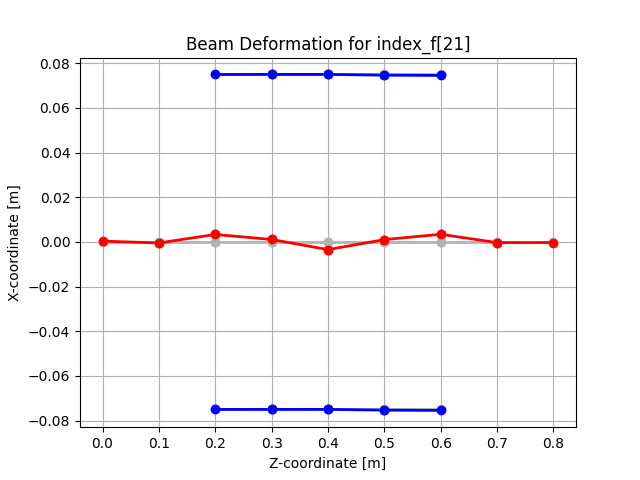 Beam Deformation for index_f[21]
0.08
0.06
0.04
0.02
0.00
−0.02
−0.04
−0.06
−0.08
X-coordinate [m]
0.0 0.1 0.2 0.3 0.4 0.5 0.6 0.7 0.8
Z-coordinate [m]